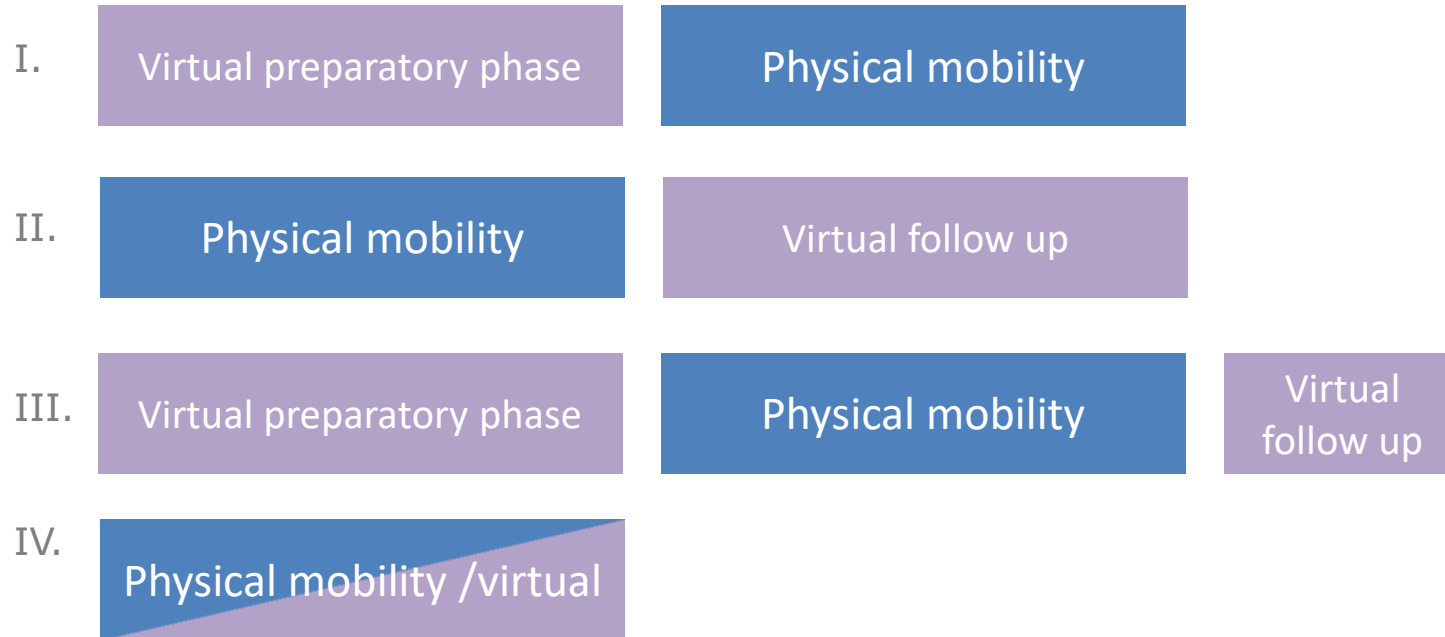 I. Virtual preparatory phase Physical mobility
II. Physical mobility Virtual follow up
III. Virtual preparatory phase Physical mobility Virtual
follow up
IV. Physical mobility /virtual